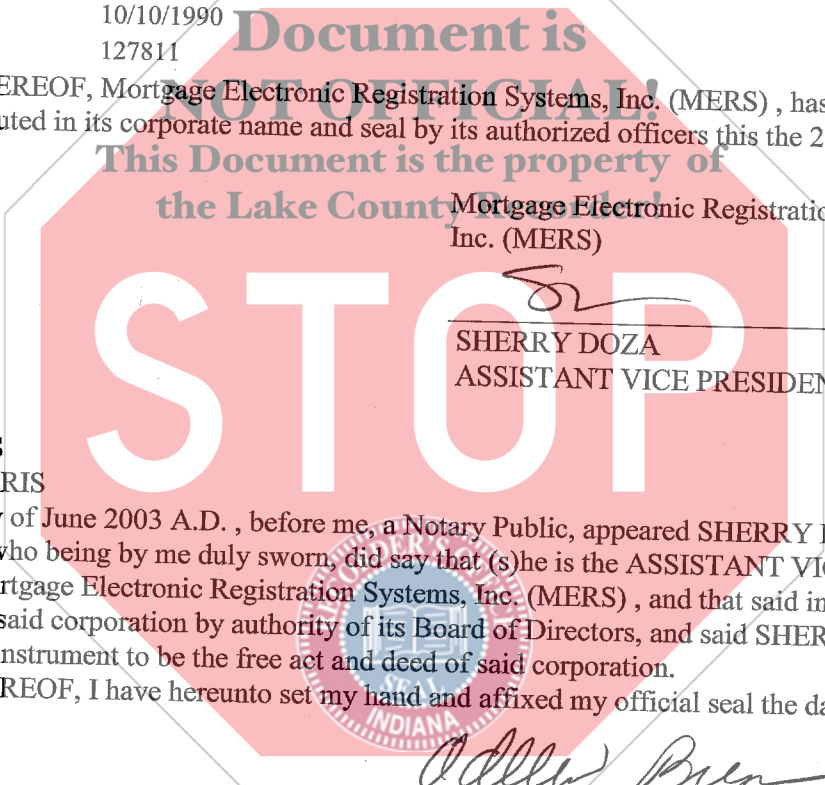 10/10/1990
Document is
127811
NOT OFFICIAL!
EREOF, Mortgage Electronic Registration Systems, Inc. (MERS) , has
uted in its corporate name and seal by its authorized officers this the 2
This Document is the property of
the Lake County Recorder!
Mortgage Electronic Registratio
Inc. (MERS)
STOP
SHERRY DOZA
ASSISTANT VICE PRESIDEN
RIS
of June 2003 A.D. , before me, a Notary Public, appeared SHERRY
who being by me duly sworn, did say that (s)he is the ASSISTANT VI
rtgage Electronic Registration Systems, Inc. (MERS) , and that said in
said corporation by authority of its Board of Directors, and said SHER
nstrument to be the free act and deed of said corporation.
REOF, I have hereunto set my hand and affixed my official seal the da
SEAL
INDIANA